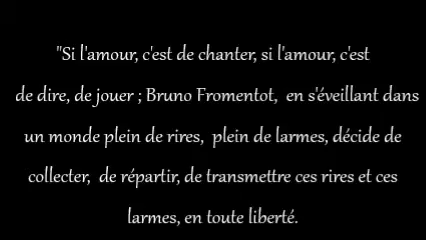 "Si l'amour, c'est de chanter, si l'amour, c'est
de dire, de jouer ; Bruno Fromentot, en s'éveillant dans
un monde plein de rires, plein de larmes, décide de
collecter, de répartir, de transmettre ces rires et ces
larmes, en toute liberté.